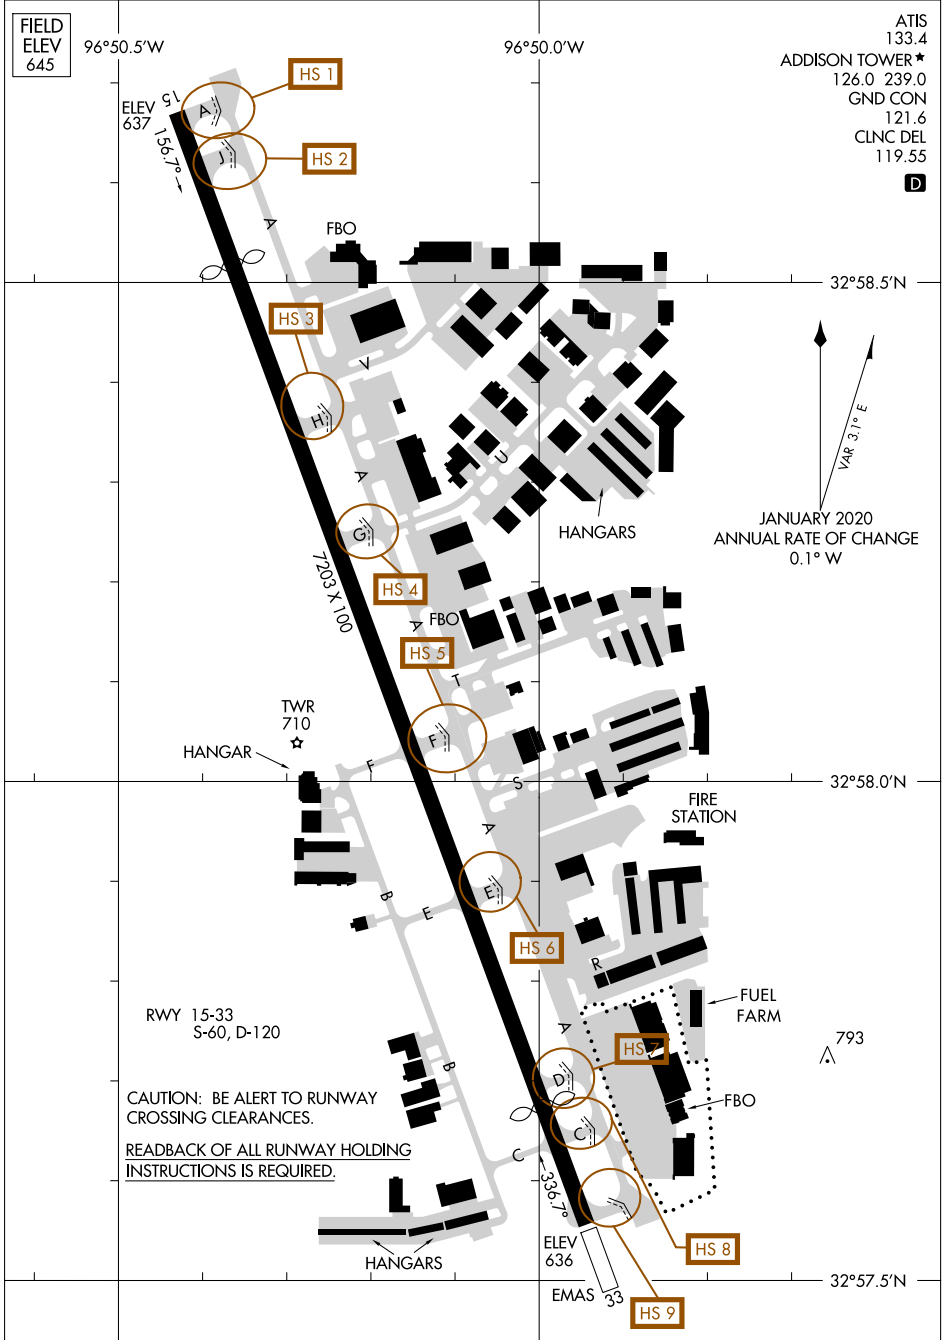 FIELD
ELEV
645
96°50.5'W
96°50.0'W
ATIS
133.4
ADDISON TOWER★
126.0 239.0
GND CON
121.6
CLNC DEL
119.55
D
HS 1
15
ELEV
637
A
156.7°
J
HS 2
A
FBO
32°58.5'N
HS 3
V
H
VAR 3.1° E
A
U
G
HANGARS
JANUARY 2020
ANNUAL RATE OF CHANGE
0.1° W
7203 X 100
HS 4
A
FBO
HS 5
T
TWR
710
F
HANGAR
F
S
32°58.0'N
FIRE
STATION
A
B
E
E
HS 6
R
RWY 15-33
S-60, D-120
FUEL
FARM
A
HS 7
793
B
D
CAUTION: BE ALERT TO RUNWAY
CROSSING CLEARANCES.
FBO
C
READBACK OF ALL RUNWAY HOLDING
INSTRUCTIONS IS REQUIRED.
C
336.7°
ELEV
636
HS 8
HANGARS
32°57.5'N
EMAS
33
HS 9